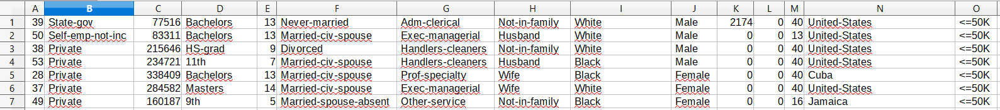 A B C D E F G H I J K L M N O
1 39 State-gov 77516 Bachelors 13 Never-married Adm-clerical Not-in-family White Male 2174 0 40 United-States <=50K
2 50 Self-emp-not-inc 83311 Bachelors 13 Married-civ-spouse Exec-managerial Husband White Male 0 0 13 United-States <=50K
3 38 Private 215646 HS-grad 9 Divorced Handlers-cleaners Not-in-family White Male 0 0 40 United-States <=50K
4 53 Private 234721 11th 7 Married-civ-spouse Handlers-cleaners Husband Black Male 0 0 40 United-States <=50K
5 28 Private 338409 Bachelors 13 Married-civ-spouse Prof-specialty Wife Black Female 0 0 40 Cuba <=50K
6 37 Private 284582 Masters 14 Married-civ-spouse Exec-managerial Wife White Female 0 0 40 United-States <=50K
7 49 Private 160187 9th 5 Married-spouse-absent Other-service Not-in-family Black Female 0 0 16 Jamaica <=50K